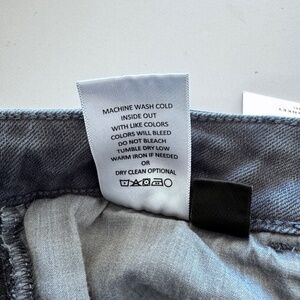 MACHINE WASH COLD
INSIDE OUT
WITH LIKE COLORS
COLORS WILL BLEED
DO NOT BLEACH
TUMBLE DRY LOW
WARM IRON IF NEEDED
OR
DRY CLEAN OPTIONAL